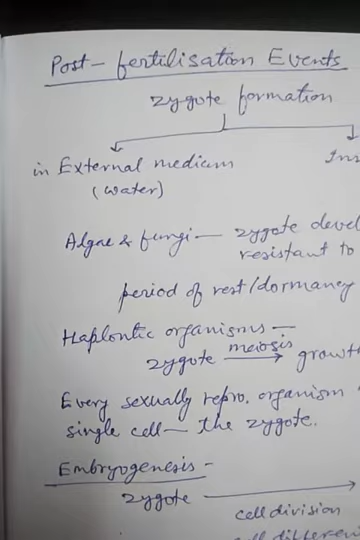 Post - fertilisation Events
zygote formation
in External medium
(water)
Algae & fungi — zygote
resistant to
period of rest/dormancy
Haplontic organisms —
zygote meiosis → growth
Every sexually repro. organism
single cell — the zygote.
Embryogenesis -
zygote →
cell division
cell